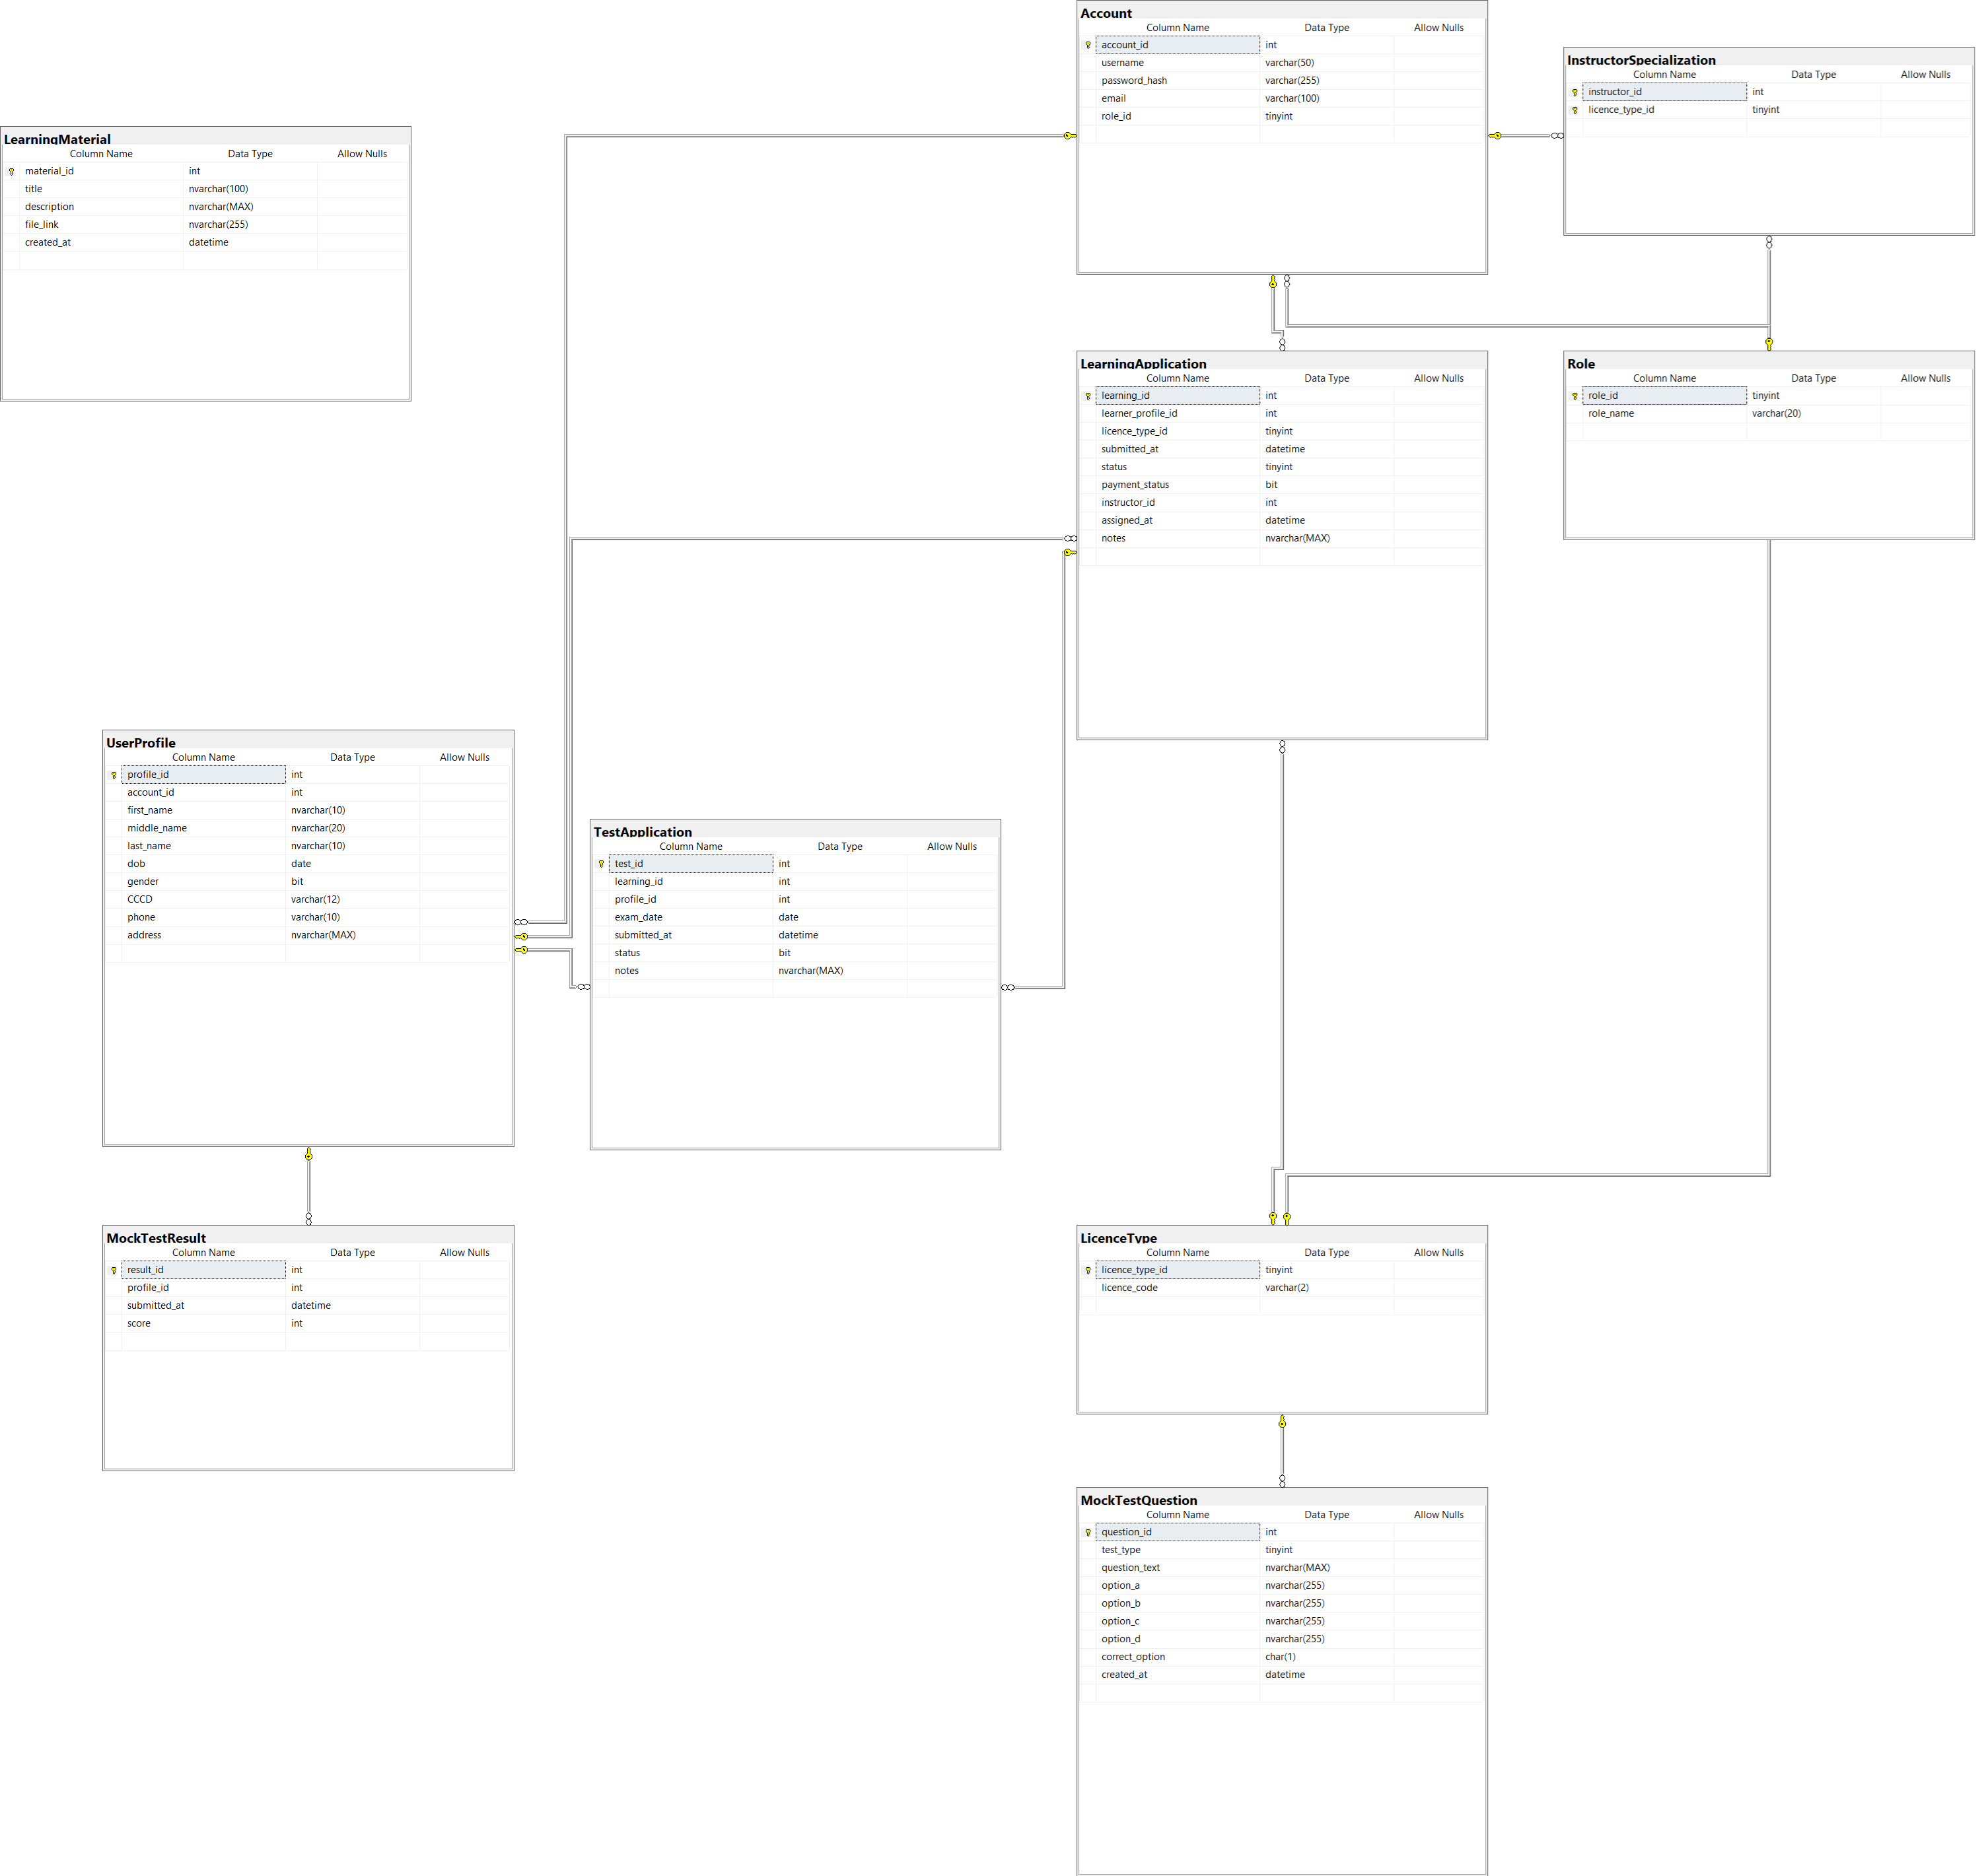 Account
Column Name Data Type Allow Nulls
account_id int
username varchar(50)
password_hash varchar(255)
email varchar(100)
role_id tinyint
InstructorSpecialization
Column Name Data Type Allow Nulls
instructor_id int
licence_type_id tinyint
LearningMaterial
Column Name Data Type Allow Nulls
material_id int
title nvarchar(100)
description nvarchar(MAX)
file_link nvarchar(255)
created_at datetime
LearningApplication
Column Name Data Type Allow Nulls
learning_id int
learner_profile_id int
licence_type_id tinyint
submitted_at datetime
status tinyint
payment_status bit
instructor_id int
assigned_at datetime
notes nvarchar(MAX)
Role
Column Name Data Type Allow Nulls
role_id tinyint
role_name varchar(20)
UserProfile
Column Name Data Type Allow Nulls
profile_id int
account_id int
first_name nvarchar(10)
middle_name nvarchar(20)
last_name nvarchar(10)
dob date
gender bit
CCCD varchar(12)
phone varchar(10)
address nvarchar(MAX)
TestApplication
Column Name Data Type Allow Nulls
test_id int
learning_id int
profile_id int
exam_date date
submitted_at datetime
status bit
notes nvarchar(MAX)
MockTestResult
Column Name Data Type Allow Nulls
result_id int
profile_id int
submitted_at datetime
score int
LicenceType
Column Name Data Type Allow Nulls
licence_type_id tinyint
licence_code varchar(2)
MockTestQuestion
Column Name Data Type Allow Nulls
question_id int
test_type tinyint
question_text nvarchar(MAX)
option_a nvarchar(255)
option_b nvarchar(255)
option_c nvarchar(255)
option_d nvarchar(255)
correct_option char(1)
created_at datetime